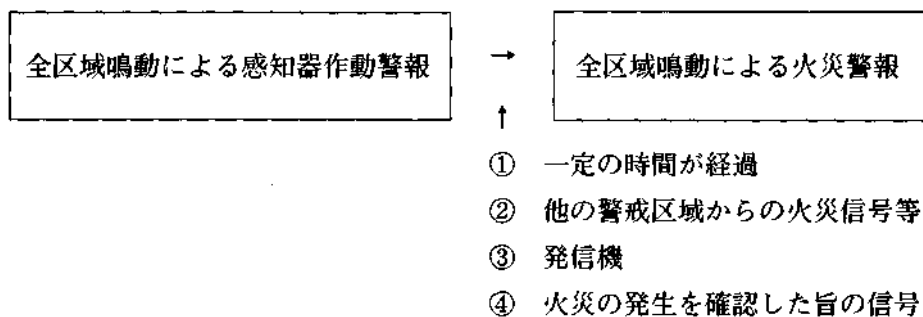 全区域鳴動による感知器作動警報 → 全区域鳴動による火災警報
↑
① 一定の時間が経過
② 他の警戒区域からの火災信号等
③ 発信機
④ 火災の発生を確認した旨の信号